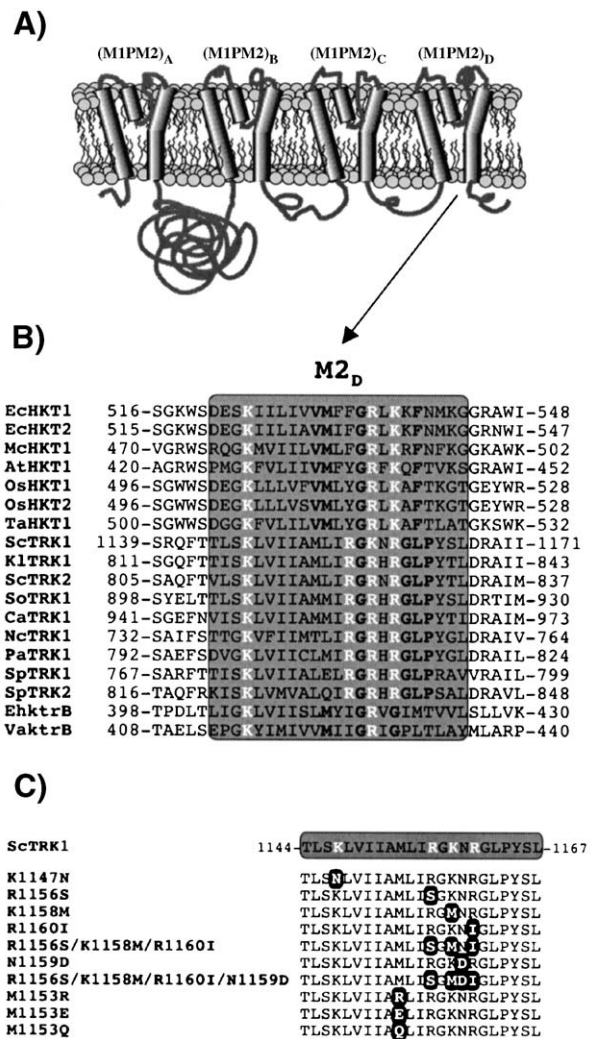 A)
(M1PM2)A (M1PM2)B (M1PM2)C (M1PM2)D
B)
M2D
EcHKT1 516-SGKWSDESKIILIVVMFFGRLKKFNMKGGRAWI-548
EcHKT2 515-SGKWSDEGKIILIAVMFFGRLKKFNMKGGRNWI-547
McHKT1 470-VGRWSRQGKMVIILVMLFGRLKRFNFKGGKAWK-502
AtHKT1 420-AGRWSPMGKFVLIIVMFYGRFKQFTVKSGRAWI-452
OsHKT1 496-SGWWSDEGKLLLVFVMLYGRLKAFTKGTGEYWR-528
OsHKT2 496-SGWWSDEGKLLLVSVMLYGRLKAFTKGTGEYWR-528
TaHKT1 500-SGWWSDGGKFVLILVMLYGRLKAFTLATGKSWK-532
ScTRK1 1139-SRQFTTLSKLVIIAMLIRGKNRGLPYSLDRAII-1171
KlTRK1 811-SGQFTTISKLVIIAMLIRGRHRGLPYTLDRAII-843
ScTRK2 805-SAQFTVLSKLVIIAMLIRGRHRGLPYTLDRAIM-837
SoTRK1 898-SYELTTLSKLVIIAMMIRGRHRGLPYSLDRTIM-930
CaTRK1 941-SGEFNVISKLVIIAMMIRGRHRGLPYTIDRAIM-973
NcTRK1 732-SAIFSTTGKVFIIMTLIRGRHRGLPYGLDRAIV-764
PaTRK1 792-SAEFSDVGKLVIICLMIRGRHRGLPYGLDRAIL-824
SpTRK1 767-SARFTTISKLVIIAMLIRGRHRGLPRAVVRAIL-799
SpTRK2 816-TAQFRKISKLVMVALQIRGRHRGLPSALDRAVL-848
EhktrB 398-TPDLTLIGKLVIISLMYIGRVGIMTVVLSLLVK-430
VaktrB 408-TAELSEPGKYIMIVVMIIGRIGPLTLAYMLARP-440
C)
ScTRK1 1144-TLSKLVIIAMLIRGKNRGLPYSL-1167
K1147N TLSNLVIIAMLIRGKNRGLPYSL
R1156S TLSKLVIIAMLISGKNRGLPYSL
K1158M TLSKLVIIAMLIRGMNRGLPYSL
R1160I TLSKLVIIAMLIRGKNIGLPYSL
R1156S/K1158M/R1160I TLSKLVIIAMLISGMNIGLPYSL
N1159D TLSKLVIIAMLIRGKDRGLPYSL
R1156S/K1158M/R1160I/N1159D TLSKLVIIAMLISGMDIGLPYSL
M1153R TLSKLVIIARLIRGKNRGLPYSL
M1153E TLSKLVIIAELIRGKNRGLPYSL
M1153Q TLSKLVIIAQLIRGKNRGLPYSL